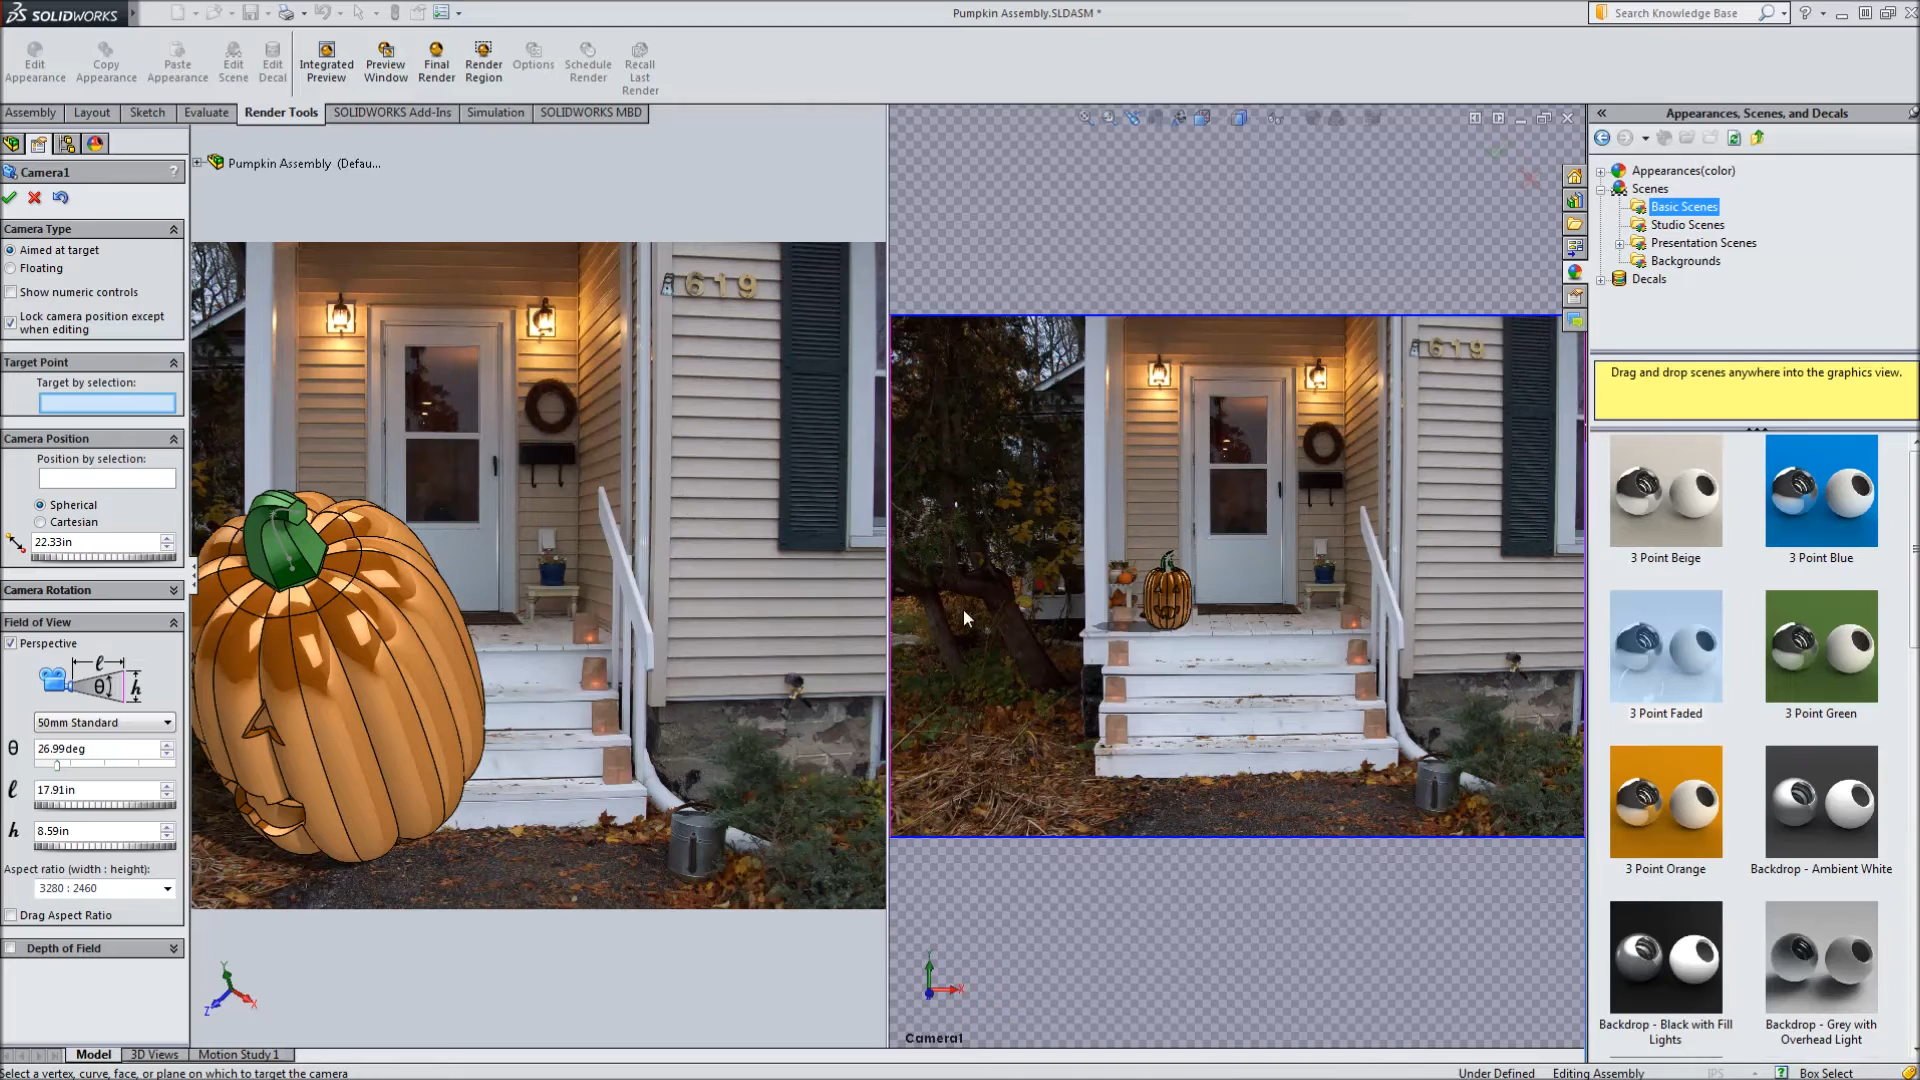 SOLIDWORKS
Pumpkin Assembly.SLDASM *
Search Knowledge Base
Edit Appearance
Copy Appearance
Paste Appearance
Edit Scene
Edit Decal
Integrated Preview
Preview Window
Final Render
Render Region
Options
Schedule Render
Recall Last Render
Assembly
Layout
Sketch
Evaluate
Render Tools
SOLIDWORKS Add-Ins
Simulation
SOLIDWORKS MBD
Camera1
?
Camera Type
Aimed at target
Floating
Show numeric controls
Lock camera position except
when editing
Target Point
Target by selection:
Camera Position
Position by selection:
Spherical
Cartesian
22.33in
Camera Rotation
Field of View
Perspective
ℓ
θ
h
50mm Standard
θ
26.99deg
ℓ
17.91in
h
8.59in
Aspect ratio (width : height):
3280 : 2460
Drag Aspect Ratio
Depth of Field
Pumpkin Assembly (Defau...
619
Y
X
Z
619
Y
X
Camera1
Appearances, Scenes, and Decals
Appearances(color)
Scenes
Basic Scenes
Studio Scenes
Presentation Scenes
Backgrounds
Decals
Drag and drop scenes anywhere into the graphics view.
3 Point Beige
3 Point Blue
3 Point Faded
3 Point Green
3 Point Orange
Backdrop - Ambient White
Backdrop - Black with Fill
Lights
Backdrop - Grey with
Overhead Light
Model
3D Views
Motion Study 1
Select a vertex, curve, face, or plane on which to target the camera
Under Defined
Editing Assembly
IPS
?
Box Select